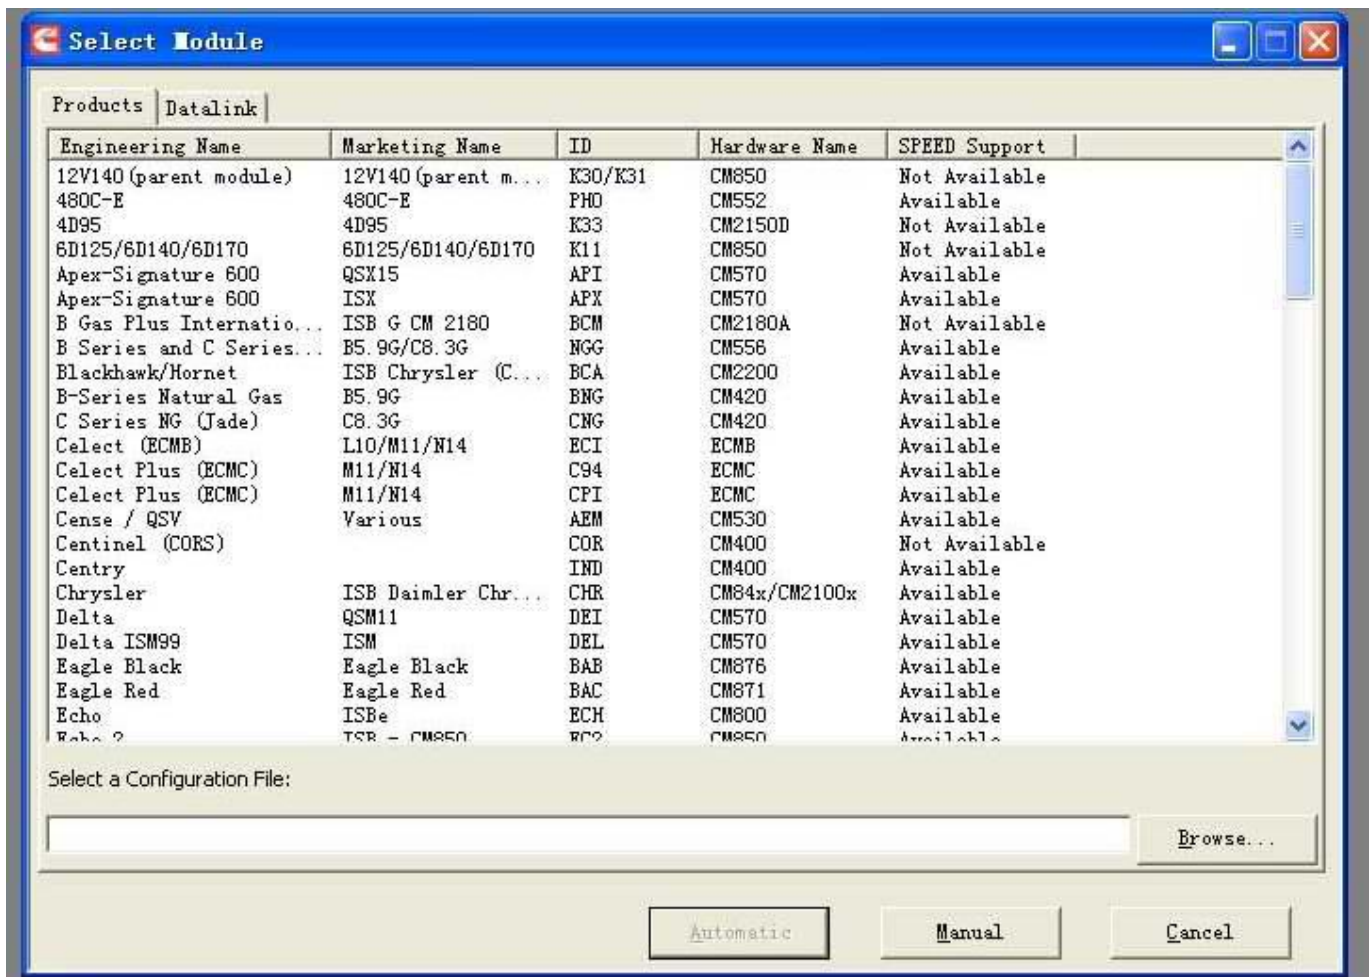 Select Module
Products Datalink
Engineering Name Marketing Name ID Hardware Name SPEED Support
12V140(parent module) 12V140(parent m... K30/K31 CM850 Not Available
480C-E 480C-E PHO CM552 Available
4D95 4D95 K33 CM2150D Not Available
6D125/6D140/6D170 6D125/6D140/6D170 K11 CM850 Not Available
Apex-Signature 600 QSX15 API CM570 Available
Apex-Signature 600 ISX APX CM570 Available
B Gas Plus Internatio... ISB G CM 2180 BCM CM2180A Not Available
B Series and C Series... B5.9G/C8.3G NGG CM556 Available
Blackhawk/Hornet ISB Chrysler (C... BCA CM2200 Available
B-Series Natural Gas B5.9G BNG CM420 Available
C Series NG (Jade) C8.3G CNG CM420 Available
Celect (ECMB) L10/M11/N14 ECI ECMB Available
Celect Plus (ECMC) M11/N14 C94 ECMC Available
Celect Plus (ECMC) M11/N14 CPI ECMC Available
Cense / QSV Various AEM CM530 Available
Centinel (CORS) COR CM400 Not Available
Centry IND CM400 Available
Chrysler ISB Daimler Chr... CHR CM84x/CM2100x Available
Delta QSM11 DEI CM570 Available
Delta ISM99 ISM DEL CM570 Available
Eagle Black Eagle Black BAB CM876 Available
Eagle Red Eagle Red BAC CM871 Available
Echo ISBe ECH CM800 Available
Echo 2 ISB - CM850 EC2 CM850 Available
Select a Configuration File:
Browse...
Automatic Manual Cancel